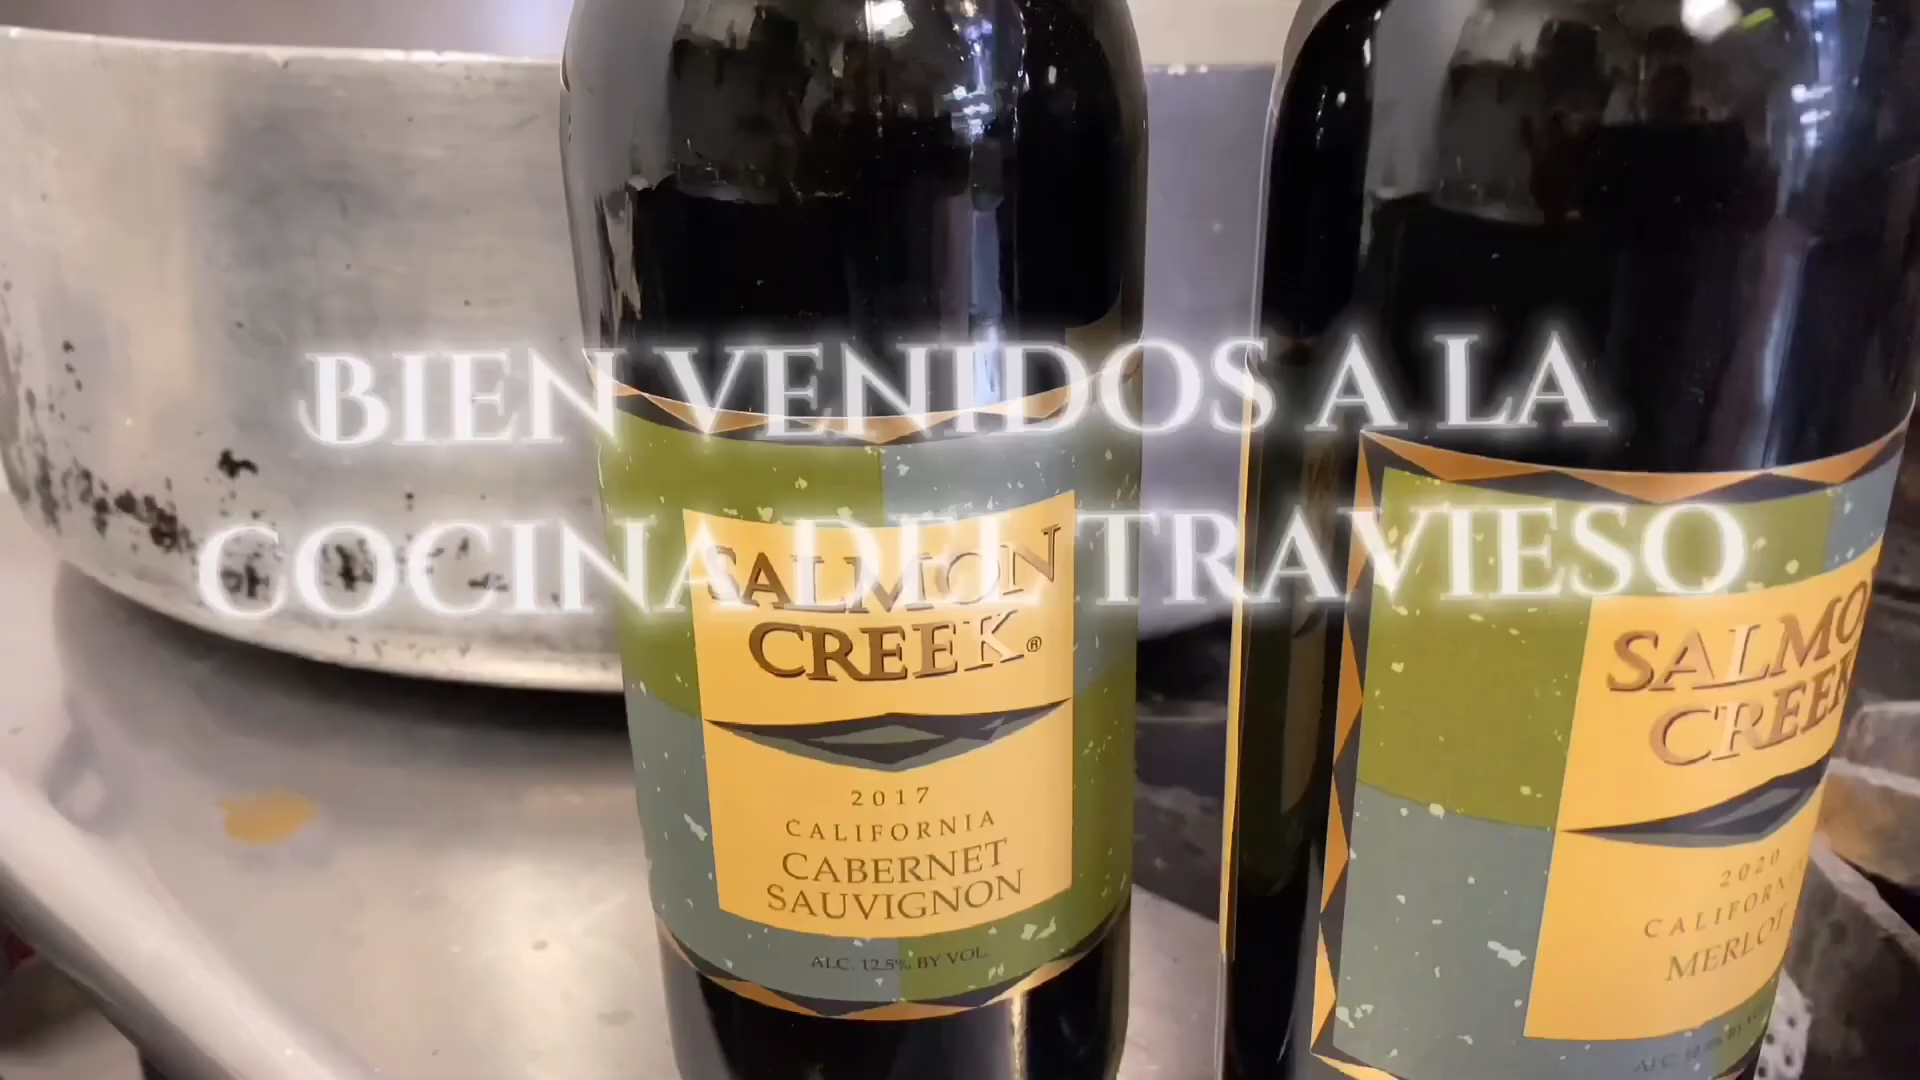 BIEN VENIDOS A LA
COCINA DEL TRAVIESO
SALMON
CREEK®
2017
CALIFORNIA
CABERNET
SAUVIGNON
ALC. 12.5% BY VOL.
SALMO
CREEK
2020
CALIFORNIA
MERLOT